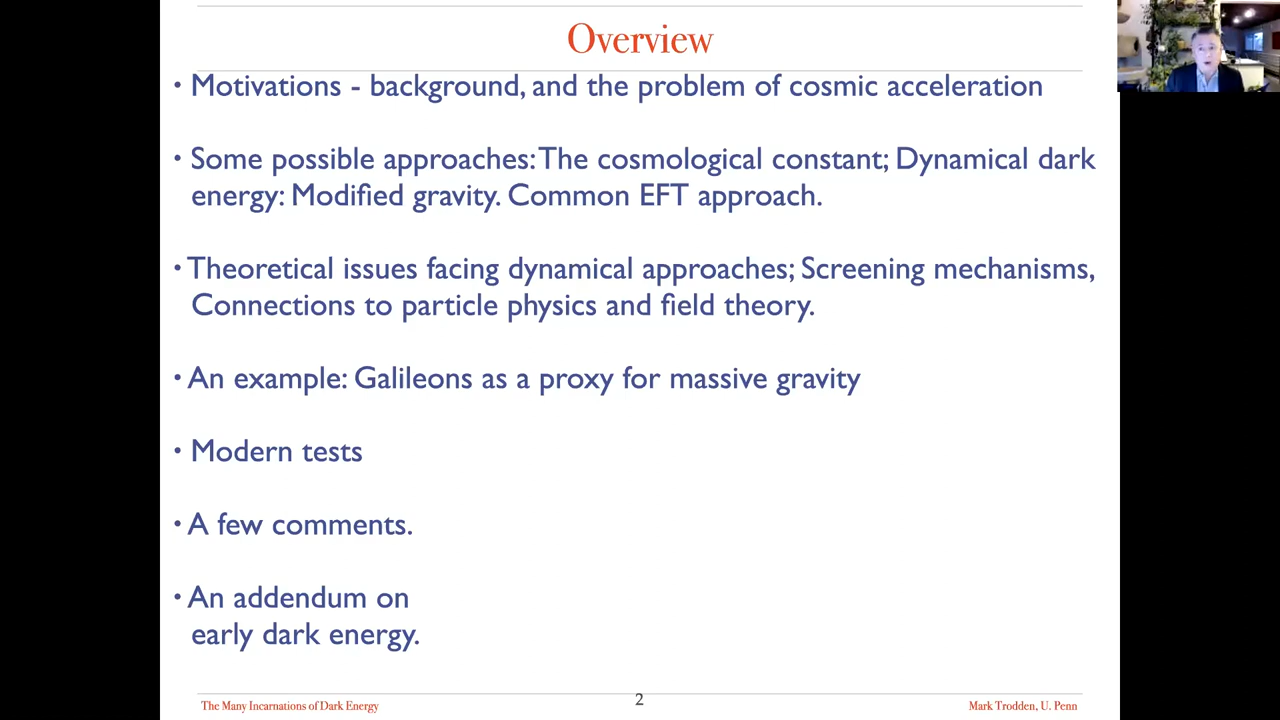 Overview
• Motivations - background, and the problem of cosmic acceleration
• Some possible approaches: The cosmological constant; Dynamical dark
energy: Modified gravity. Common EFT approach.
• Theoretical issues facing dynamical approaches; Screening mechanisms,
Connections to particle physics and field theory.
• An example: Galileons as a proxy for massive gravity
• Modern tests
• A few comments.
• An addendum on
early dark energy.
The Many Incarnations of Dark Energy
2
Mark Trodden, U. Penn